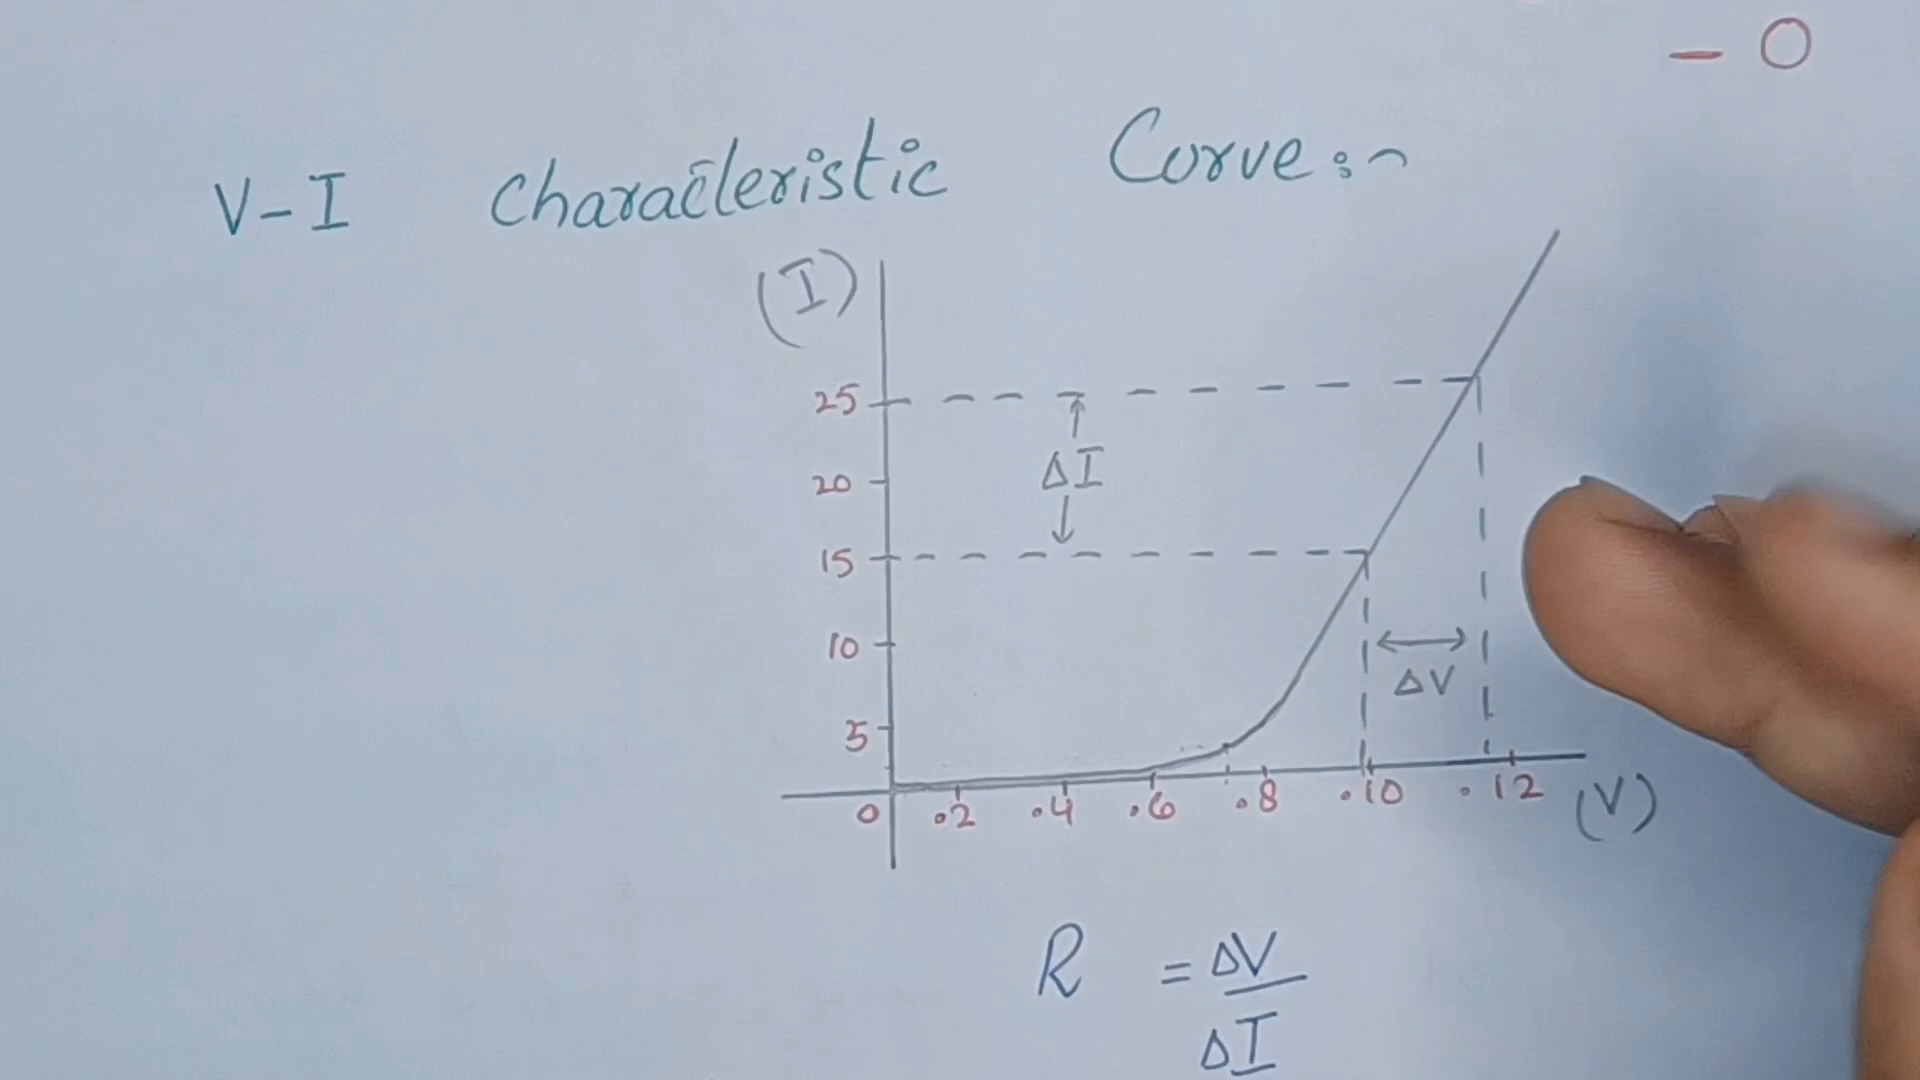 - 0
V-I Characteristic Curve:~
(I)
25
ΔI
20
15
10
ΔV
5
0 .2 .4 .6 .8 .10 .12 (V)
R = ΔV
ΔI